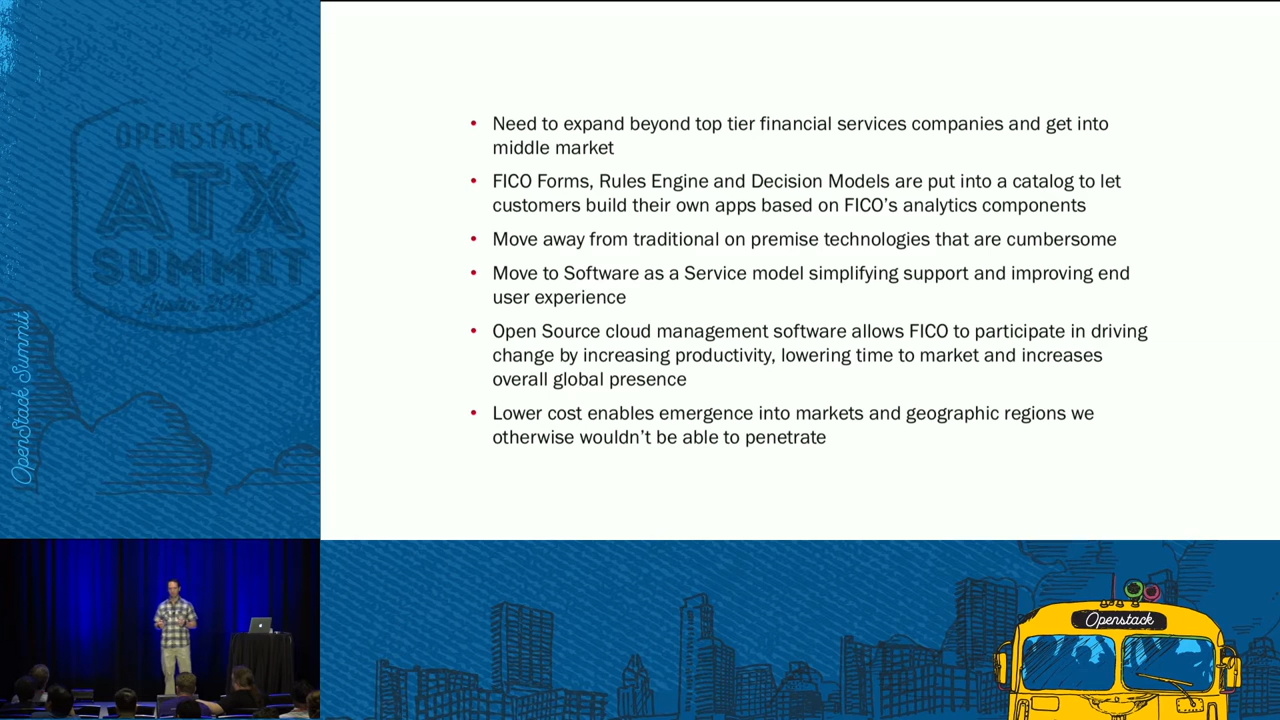 OPENSTACK
ATX
SUMMIT
Austin 2016
OpenStack Summit
• Need to expand beyond top tier financial services companies and get into
middle market
• FICO Forms, Rules Engine and Decision Models are put into a catalog to let
customers build their own apps based on FICO’s analytics components
• Move away from traditional on premise technologies that are cumbersome
• Move to Software as a Service model simplifying support and improving end
user experience
• Open Source cloud management software allows FICO to participate in driving
change by increasing productivity, lowering time to market and increases
overall global presence
• Lower cost enables emergence into markets and geographic regions we
otherwise wouldn’t be able to penetrate
Openstack